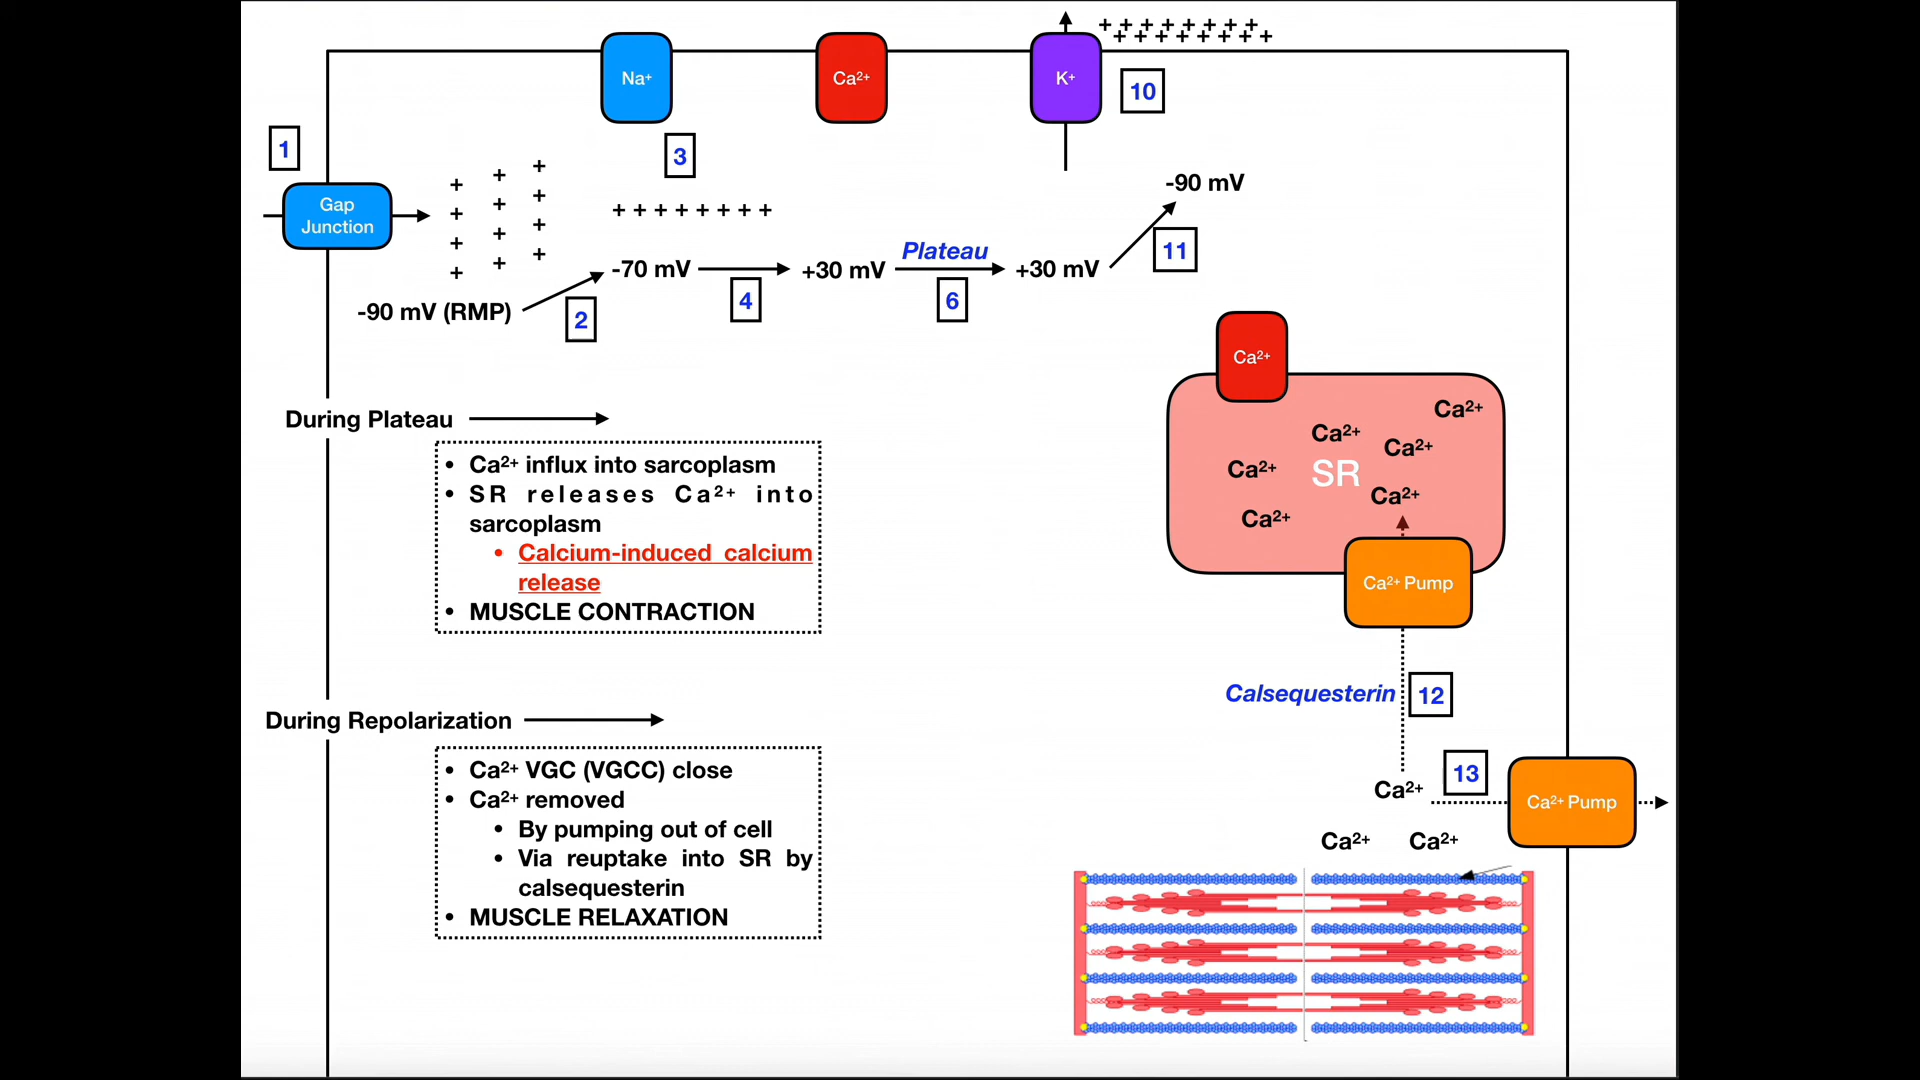 + + + + + + + +
+ + + + + + + +
Na⁺
Ca²⁺
K⁺
10
1
3
Gap
Junction
+ + + +
+ + + +
+ + + +
+ + + + + + + +
-90 mV
-90 mV (RMP)
2
-70 mV
4
+30 mV
Plateau
6
+30 mV
11
During Plateau
• Ca²⁺ influx into sarcoplasm
• SR releases Ca²⁺ into
sarcoplasm
• Calcium-induced calcium
release
• MUSCLE CONTRACTION
Ca²⁺
Ca²⁺
Ca²⁺
Ca²⁺
Ca²⁺
SR
Ca²⁺
Ca²⁺
Ca²⁺ Pump
Calsequesterin
12
During Repolarization
• Ca²⁺ VGC (VGCC) close
• Ca²⁺ removed
• By pumping out of cell
• Via reuptake into SR by
calsequesterin
• MUSCLE RELAXATION
13
Ca²⁺
Ca²⁺ Pump
Ca²⁺ Ca²⁺